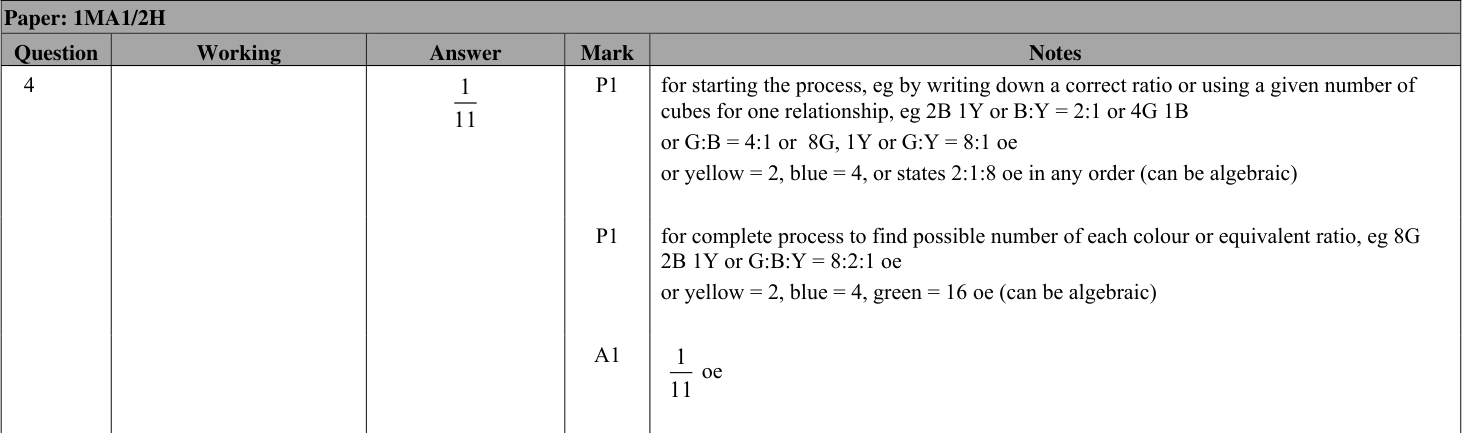 Paper: 1MA1/2H
Question Working Answer Mark Notes
4 1/11 P1 for starting the process, eg by writing down a correct ratio or using a given number of
cubes for one relationship, eg 2B 1Y or B:Y = 2:1 or 4G 1B
or G:B = 4:1 or 8G, 1Y or G:Y = 8:1 oe
or yellow = 2, blue = 4, or states 2:1:8 oe in any order (can be algebraic)
P1 for complete process to find possible number of each colour or equivalent ratio, eg 8G
2B 1Y or G:B:Y = 8:2:1 oe
or yellow = 2, blue = 4, green = 16 oe (can be algebraic)
A1 1/11 oe